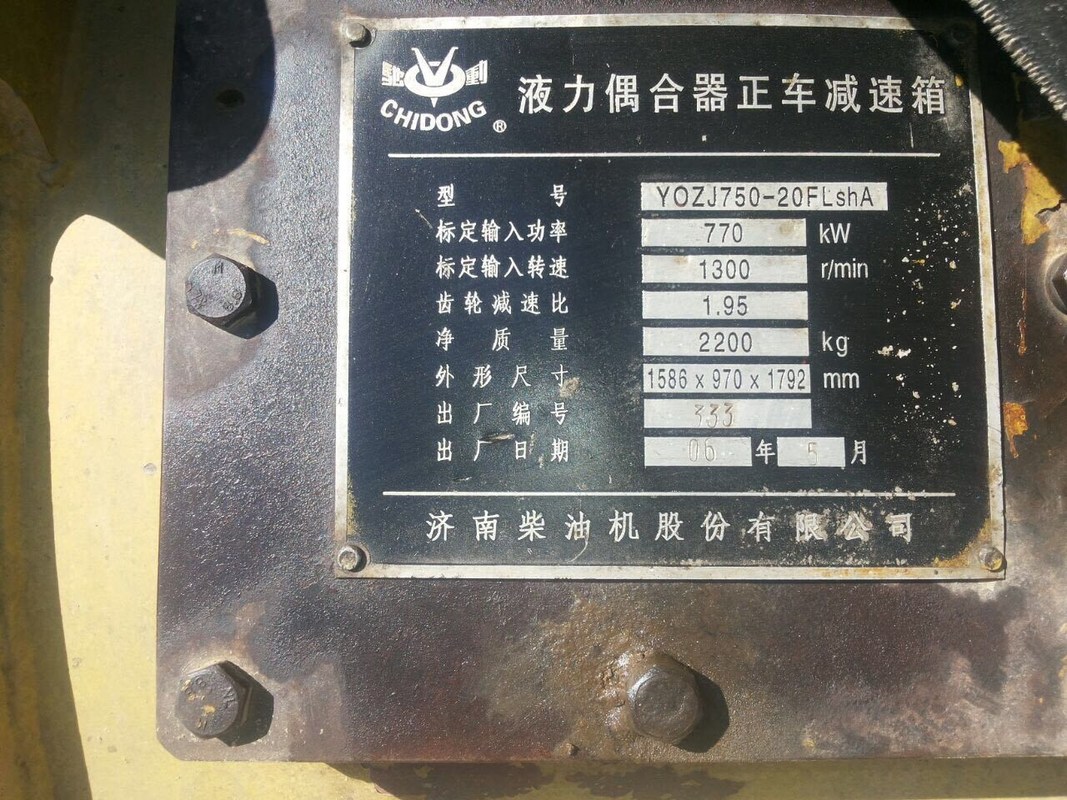 馳動
CHIDONG ®
液力偶合器正车减速箱
型 号 YOZJ750-20FLshA
标定输入功率 770 kW
标定输入转速 1300 r/min
齿轮减速比 1.95
净质量 2200 kg
外形尺寸 1586 x 970 x 1792 mm
出厂编号 333
出厂日期 06 年 5 月
济南柴油机股份有限公司